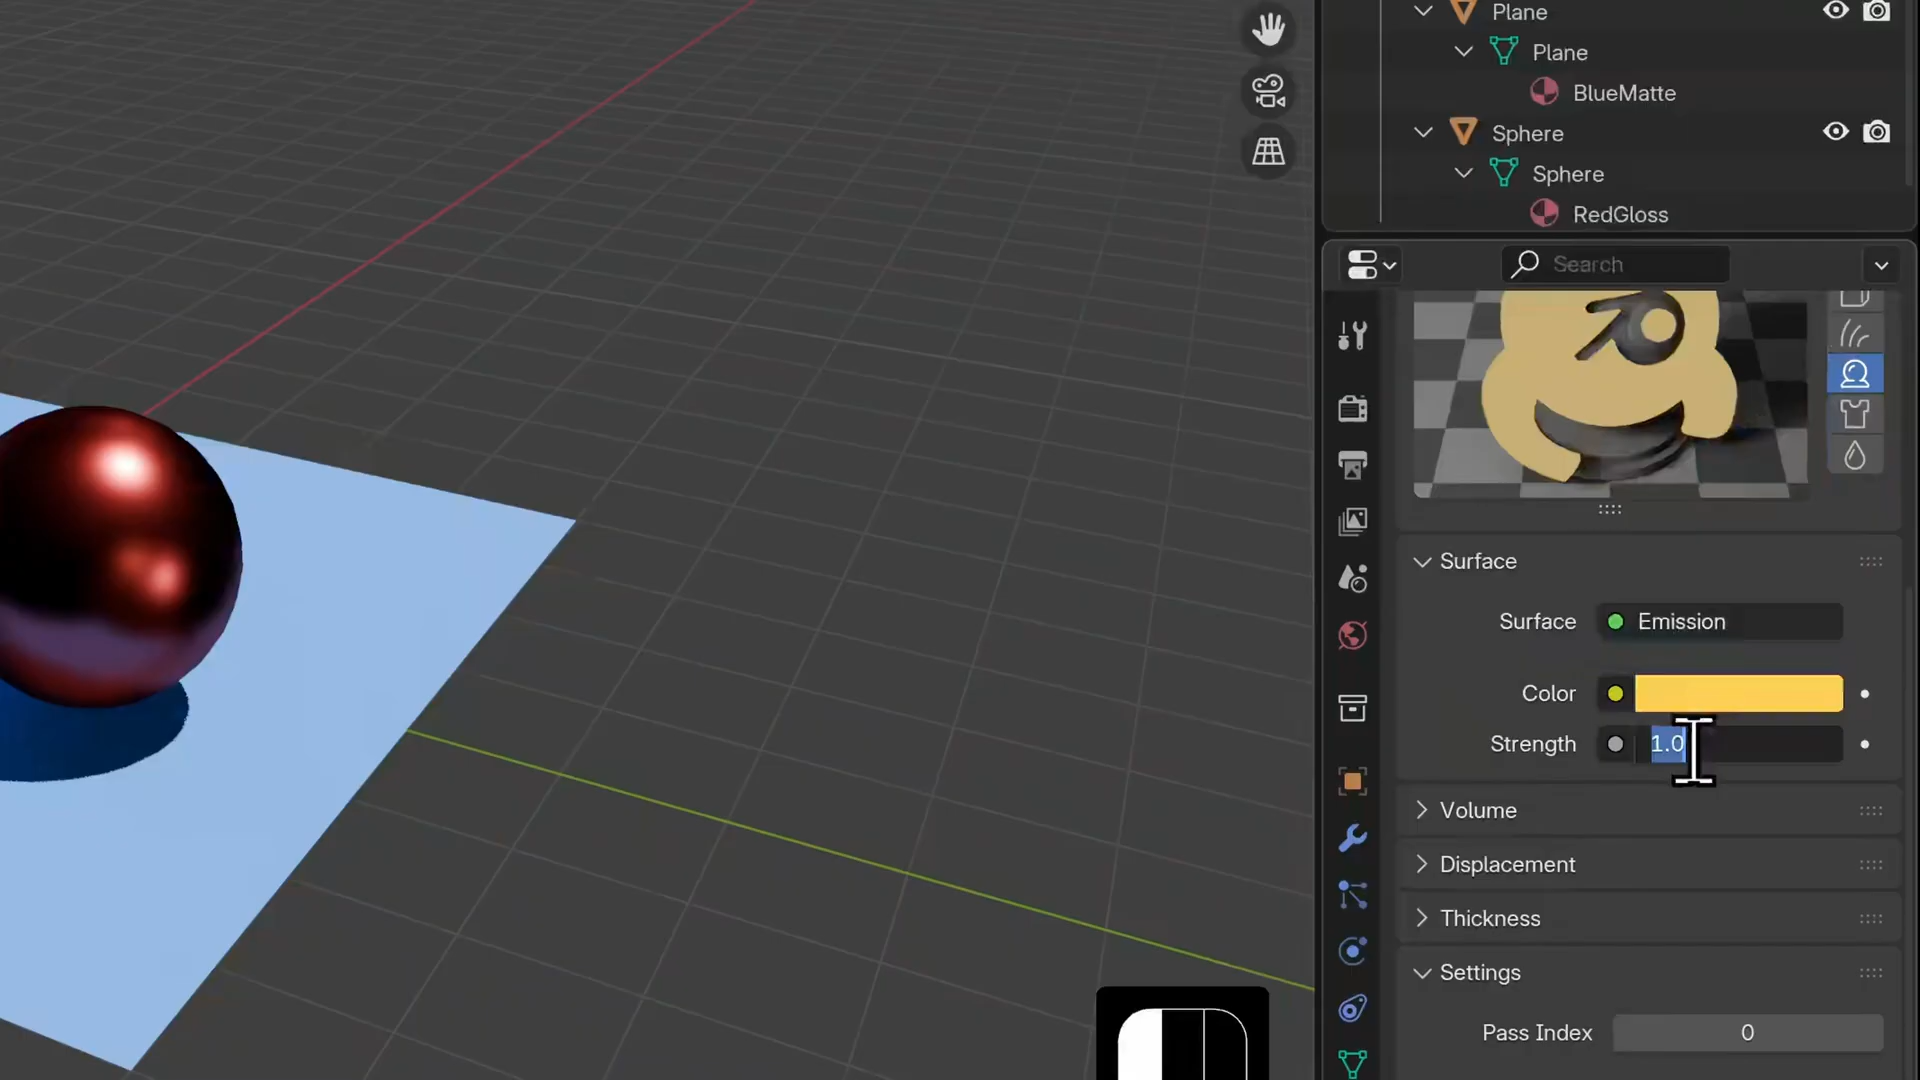 Plane
Plane
BlueMatte
Sphere
Sphere
RedGloss
Search
Surface
Surface Emission
Color
Strength 1.0
Volume
Displacement
Thickness
Settings
Pass Index 0